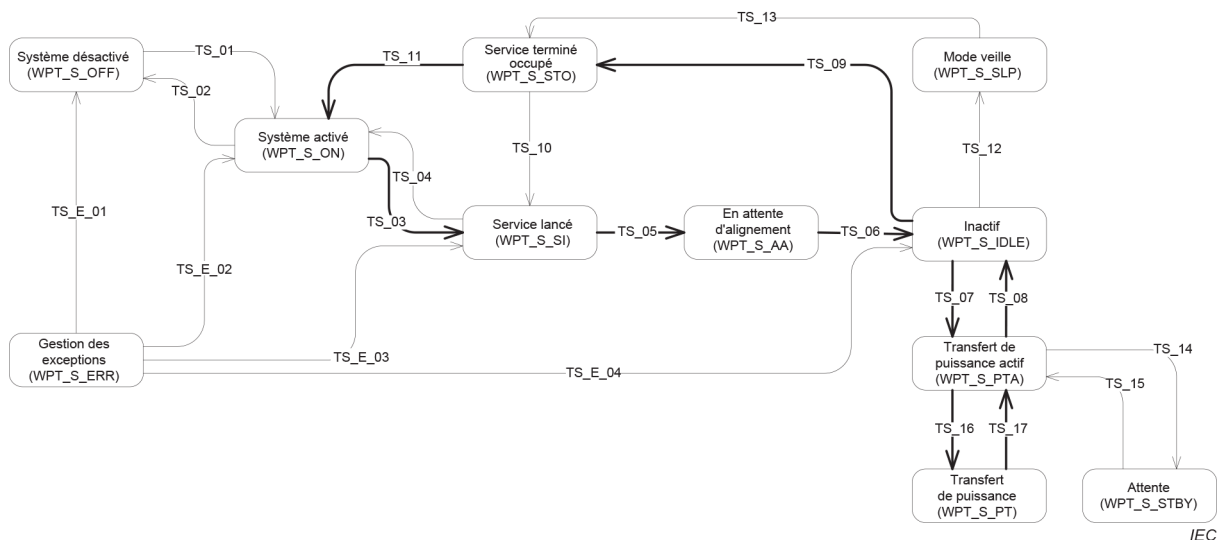 TS_13
Système désactivé
(WPT_S_OFF)
TS_01
TS_11
Service terminé
occupé
(WPT_S_STO)
TS_09
Mode veille
(WPT_S_SLP)
TS_02
Système activé
(WPT_S_ON)
TS_10
TS_12
TS_04
TS_E_01
TS_03
Service lancé
(WPT_S_SI)
TS_05
En attente
d'alignement
(WPT_S_AA)
TS_06
Inactif
(WPT_S_IDLE)
TS_E_02
TS_07
TS_08
Gestion des
exceptions
(WPT_S_ERR)
TS_E_03
TS_E_04
Transfert de
puissance actif
(WPT_S_PTA)
TS_14
TS_15
TS_16
TS_17
Transfert
de puissance
(WPT_S_PT)
Attente
(WPT_S_STBY)
IEC